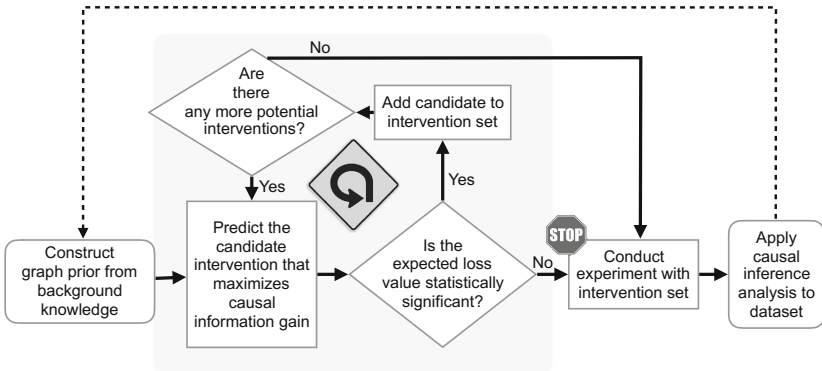 No
Are
there
any more potential
interventions?
Add candidate to
intervention set
Yes
Yes
Construct
graph prior from
background
knowledge
Predict the
candidate
intervention that
maximizes
causal
information gain
Is the
expected loss
value statistically
significant?
No
STOP
Conduct
experiment with
intervention set
Apply
causal
inference
analysis to
dataset